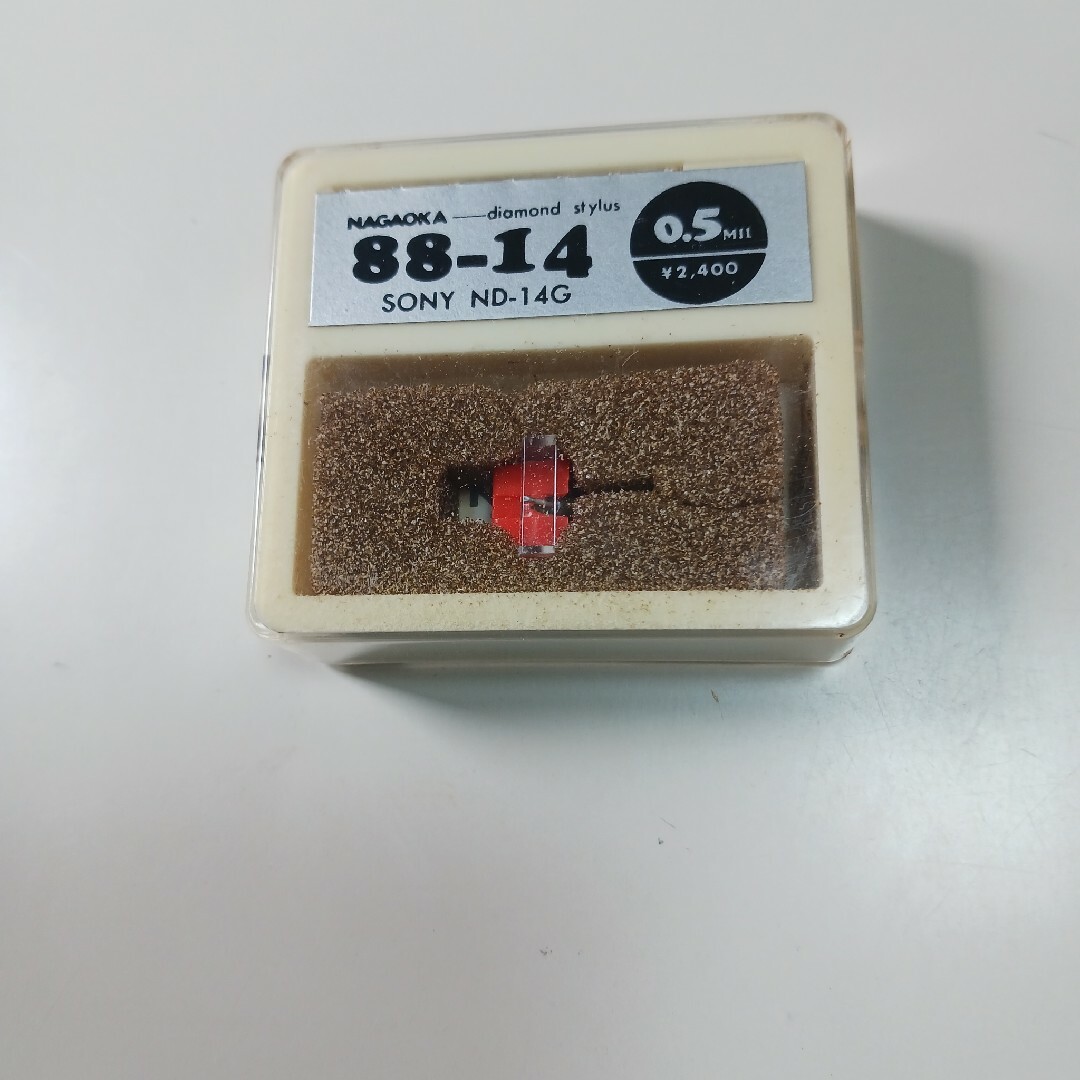 NAGAOKA — diamond stylus
88-14
SONY ND-14G
0.5 MIL
¥2,400